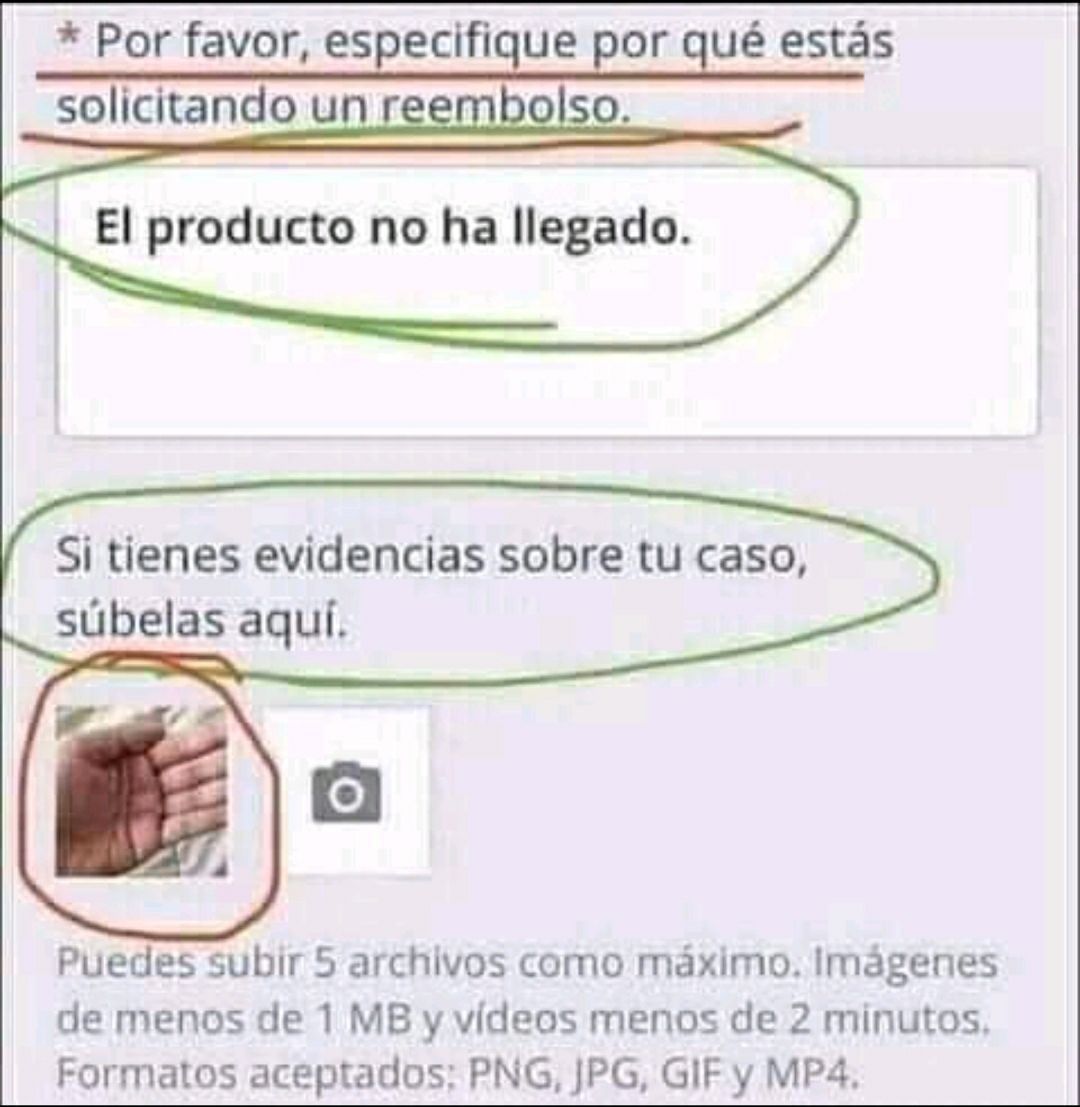 * Por favor, especifique por qué estás
solicitando un reembolso.
El producto no ha llegado.
Si tienes evidencias sobre tu caso,
súbelas aquí.
Puedes subir 5 archivos como máximo. Imágenes
de menos de 1 MB y vídeos menos de 2 minutos.
Formatos aceptados: PNG, JPG, GIF y MP4.